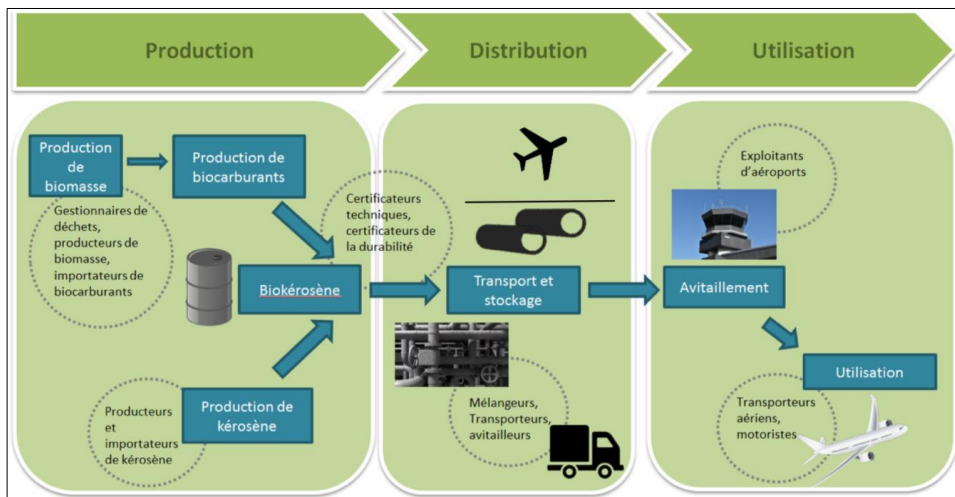 Production
Distribution
Utilisation
Production
de
biomasse
Production de
biocarburants
Gestionnaires de
déchets,
producteurs de
biomasse,
importateurs de
biocarburants
Certificateurs
techniques,
certificateurs de
la durabilité
Biokérosène
Producteurs
et
importateurs
de kérosène
Production de
kérosène
Transport et
stockage
Mélangeurs,
Transporteurs,
avitailleurs
Exploitants
d'aéroports
Avitaillement
Utilisation
Transporteurs
aériens,
motoristes